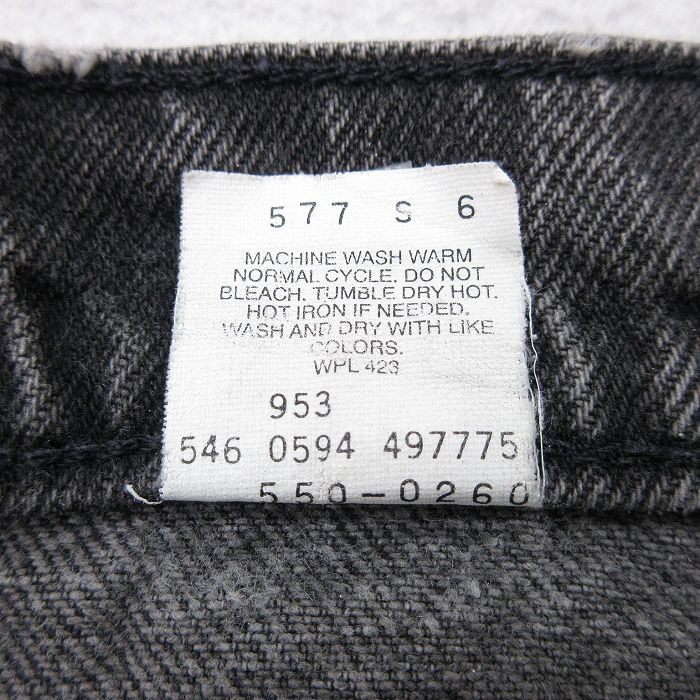 577 S 6
MACHINE WASH WARM
NORMAL CYCLE. DO NOT
BLEACH. TUMBLE DRY HOT.
HOT IRON IF NEEDED.
WASH AND DRY WITH LIKE
COLORS.
WPL 423
953
546 0594 497775
550-0260